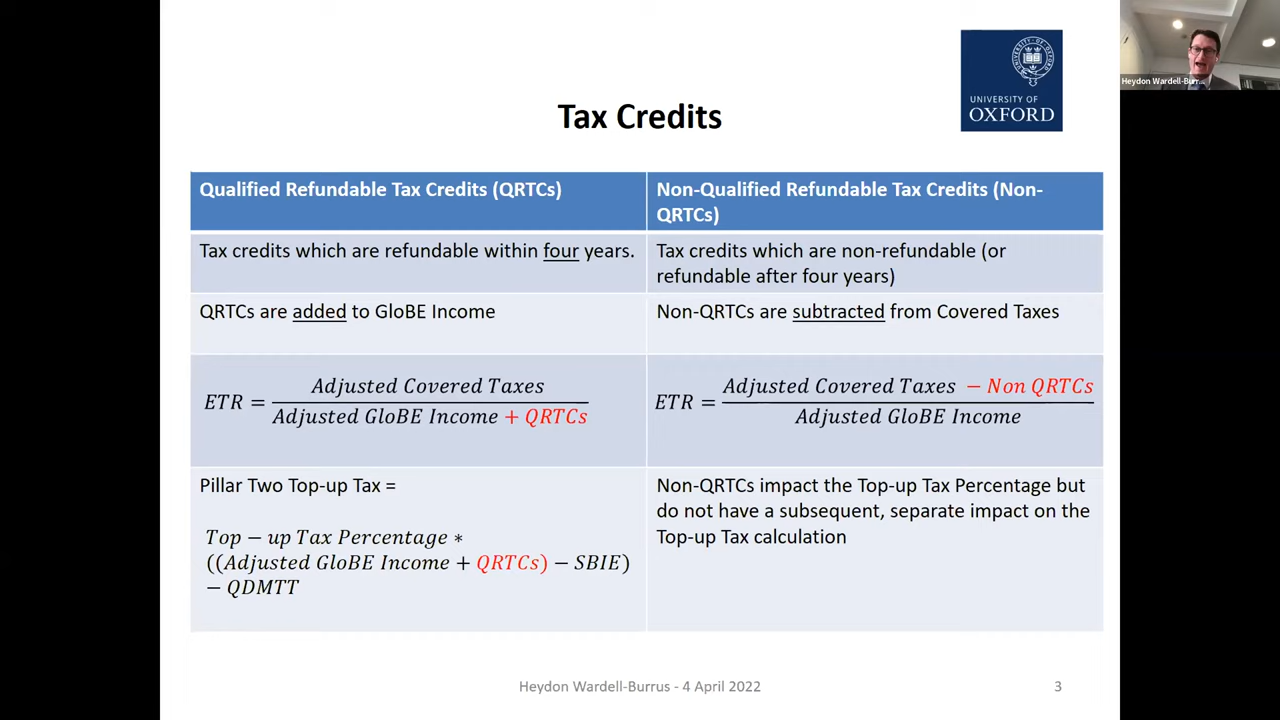 Heydon Wardell-Burr...
UNIVERSITY OF
OXFORD
Tax Credits
Qualified Refundable Tax Credits (QRTCs)
Non-Qualified Refundable Tax Credits (Non-
QRTCs)
Tax credits which are refundable within four years.
Tax credits which are non-refundable (or
refundable after four years)
QRTCs are added to GloBE Income
Non-QRTCs are subtracted from Covered Taxes
ETR = Adjusted Covered Taxes
Adjusted GloBE Income + QRTCs
ETR = Adjusted Covered Taxes − Non QRTCs
Adjusted GloBE Income
Pillar Two Top-up Tax =
Top − up Tax Percentage ∗
((Adjusted GloBE Income + QRTCs) − SBIE)
− QDMTT
Non-QRTCs impact the Top-up Tax Percentage but
do not have a subsequent, separate impact on the
Top-up Tax calculation
Heydon Wardell-Burrus - 4 April 2022
3